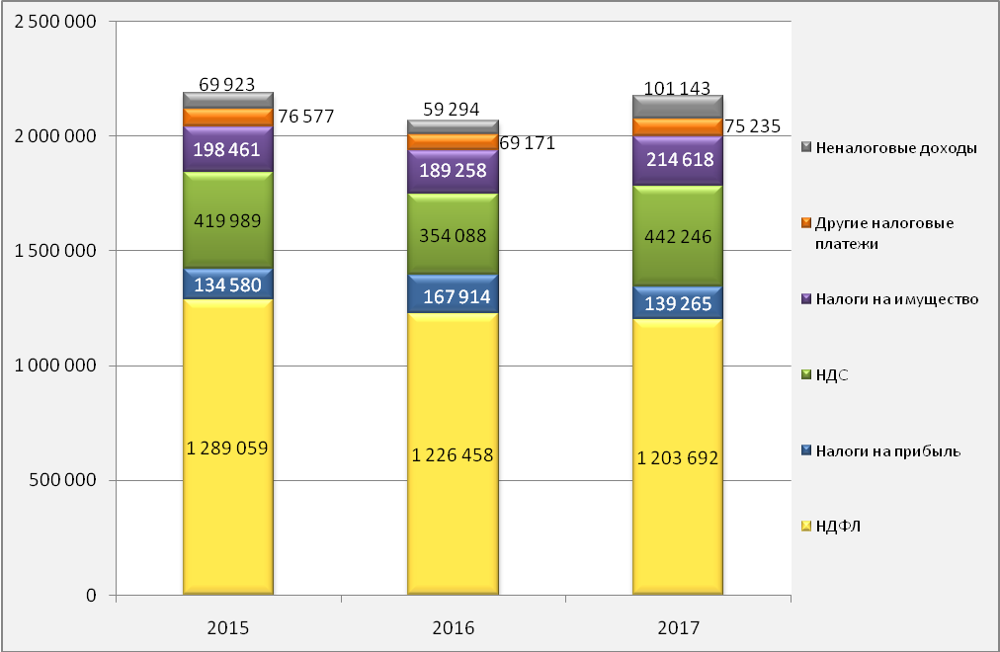 2 500 000
2 000 000
1 500 000
1 000 000
500 000
0
69 923
76 577
198 461
419 989
134 580
1 289 059
59 294
69 171
189 258
354 088
167 914
1 226 458
101 143
75 235
214 618
442 246
139 265
1 203 692
2015
2016
2017
Неналоговые доходы
Другие налоговые
платежи
Налоги на имущество
НДС
Налоги на прибыль
НДФЛ